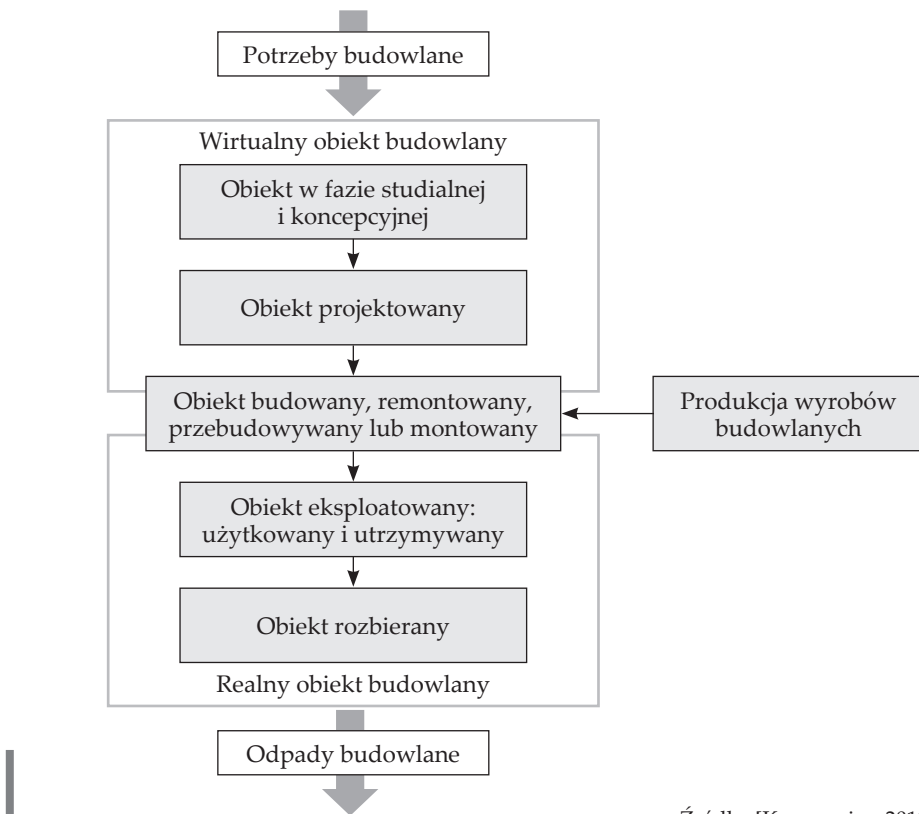 Potrzeby budowlane
Wirtualny obiekt budowlany
Obiekt w fazie studialnej
i koncepcyjnej
Obiekt projektowany
Obiekt budowany, remontowany,
przebudowywany lub montowany
Produkcja wyrobów
budowlanych
Obiekt eksploatowany:
użytkowany i utrzymywany
Obiekt rozbierany
Realny obiekt budowlany
Odpady budowlane